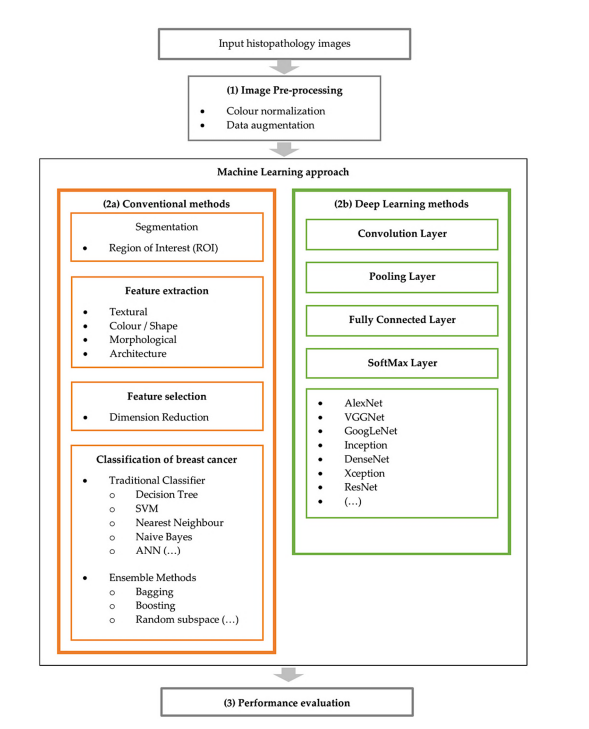 Input histopathology images
(1) Image Pre-processing
• Colour normalization
• Data augmentation
Machine Learning approach
(2a) Conventional methods
Segmentation
• Region of Interest (ROI)
Feature extraction
• Textural
• Colour / Shape
• Morphological
• Architecture
Feature selection
• Dimension Reduction
Classification of breast cancer
• Traditional Classifier
o Decision Tree
o SVM
o Nearest Neighbour
o Naive Bayes
o ANN (…)
• Ensemble Methods
o Bagging
o Boosting
o Random subspace (…)
(2b) Deep Learning methods
Convolution Layer
Pooling Layer
Fully Connected Layer
SoftMax Layer
• AlexNet
• VGGNet
• GoogLeNet
• Inception
• DenseNet
• Xception
• ResNet
• (…)
(3) Performance evaluation